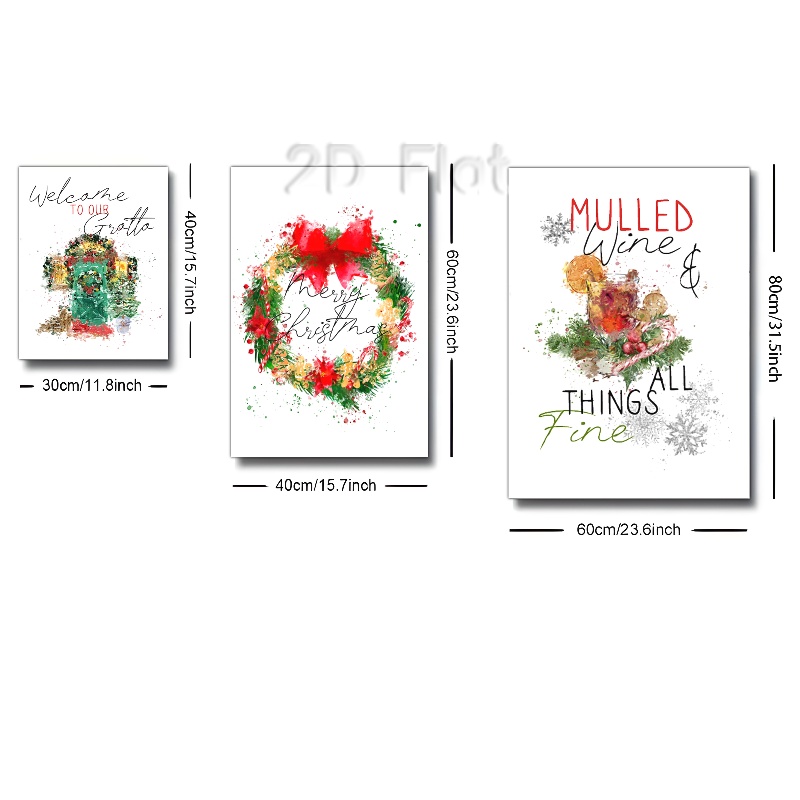 2D Flat
Welcome
TO OUR
Grotto
40cm/15.7inch
30cm/11.8inch
Merry
Christmas
60cm/23.6inch
40cm/15.7inch
MULLED
Wine &
ALL
THINGS
Fine
80cm/31.5inch
60cm/23.6inch